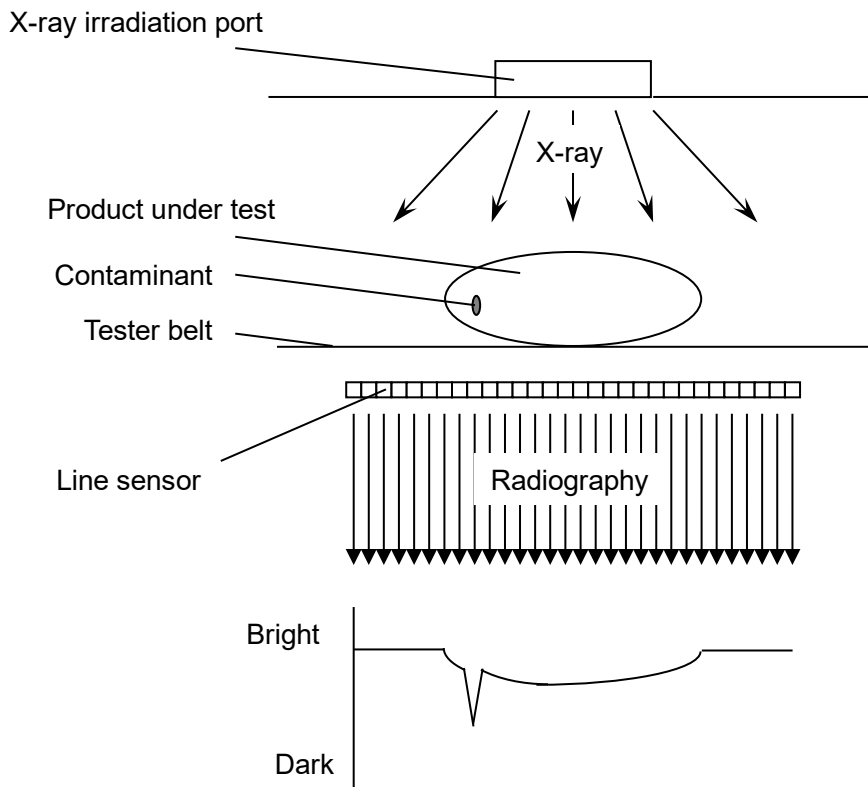 X-ray irradiation port
X-ray
Product under test
Contaminant
Tester belt
Line sensor
Radiography
Bright
Dark